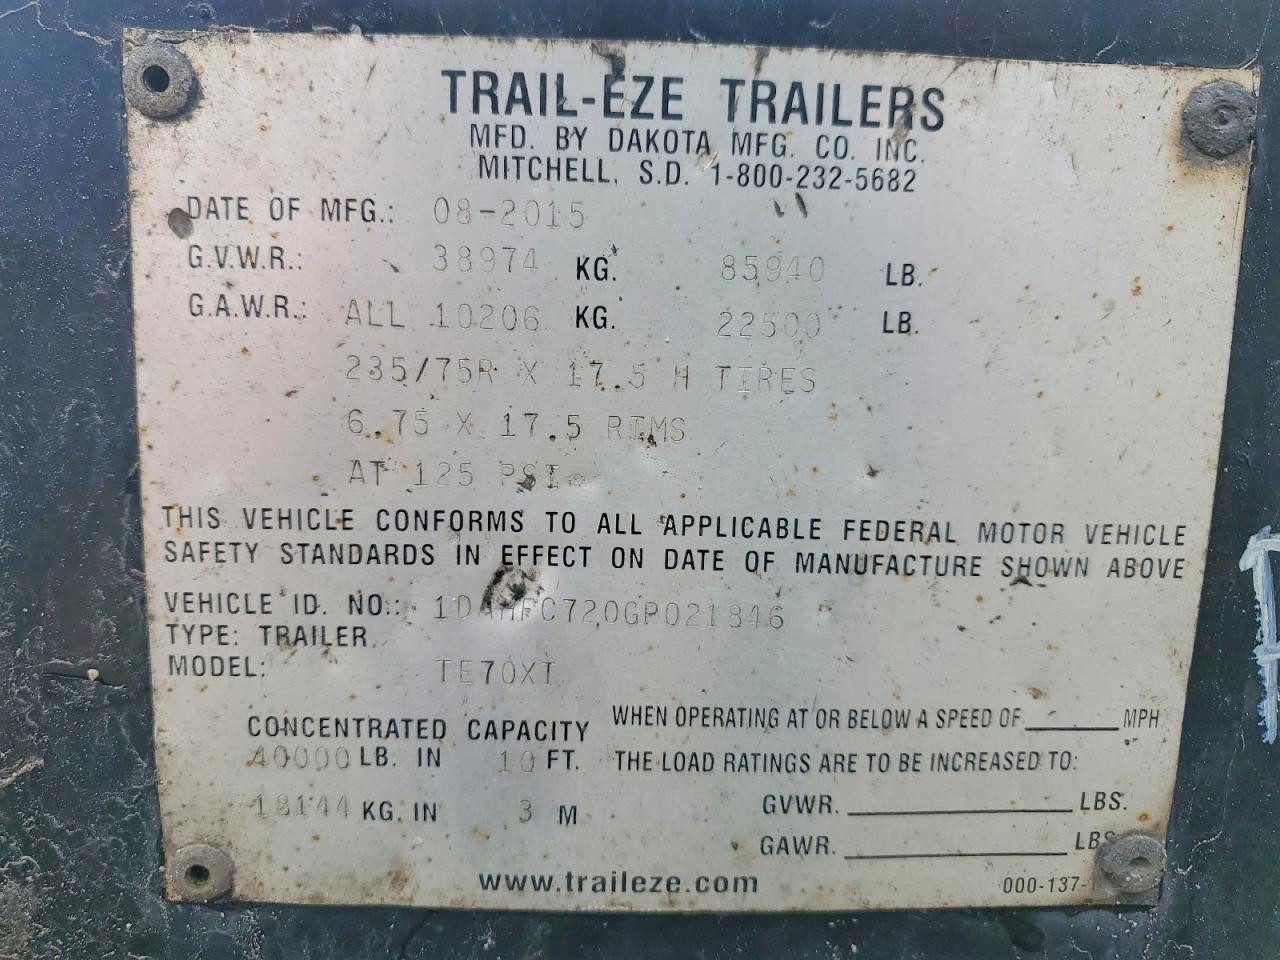 TRAIL-EZE TRAILERS
MFD. BY DAKOTA MFG. CO. INC.
MITCHELL, S.D. 1-800-232-5682
DATE OF MFG.: 08-2015
G.V.W.R.: 38974 KG. 85940 LB.
G.A.W.R.: ALL 10206 KG. 22500 LB.
235/75R X 17.5 H TIRES
6.75 X 17.5 RIMS
AT 125 PSI
THIS VEHICLE CONFORMS TO ALL APPLICABLE FEDERAL MOTOR VEHICLE
SAFETY STANDARDS IN EFFECT ON DATE OF MANUFACTURE SHOWN ABOVE
VEHICLE ID. NO.:
TYPE: TRAILER
MODEL: TE70XT
CONCENTRATED CAPACITY
40000 LB. IN 10 FT.
18144 KG. IN 3 M
WHEN OPERATING AT OR BELOW A SPEED OF ______ MPH
THE LOAD RATINGS ARE TO BE INCREASED TO:
GVWR. ______ LBS.
GAWR. ______
www.traileze.com